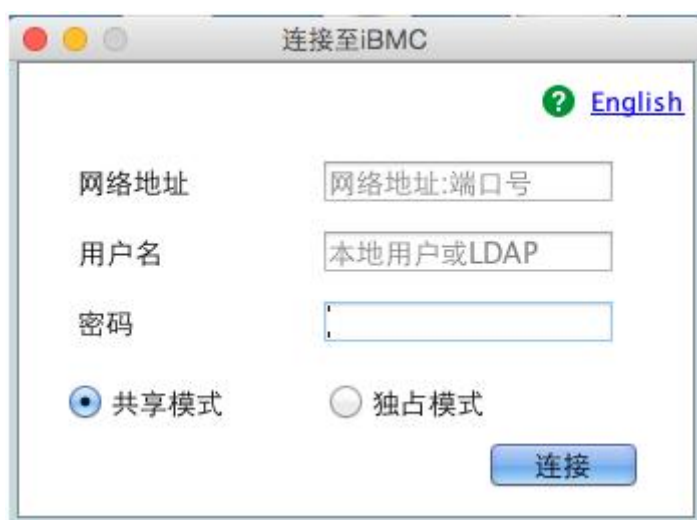 连接至iBMC
? English
网络地址 网络地址:端口号
用户名 本地用户或LDAP
密码
共享模式 独占模式
连接